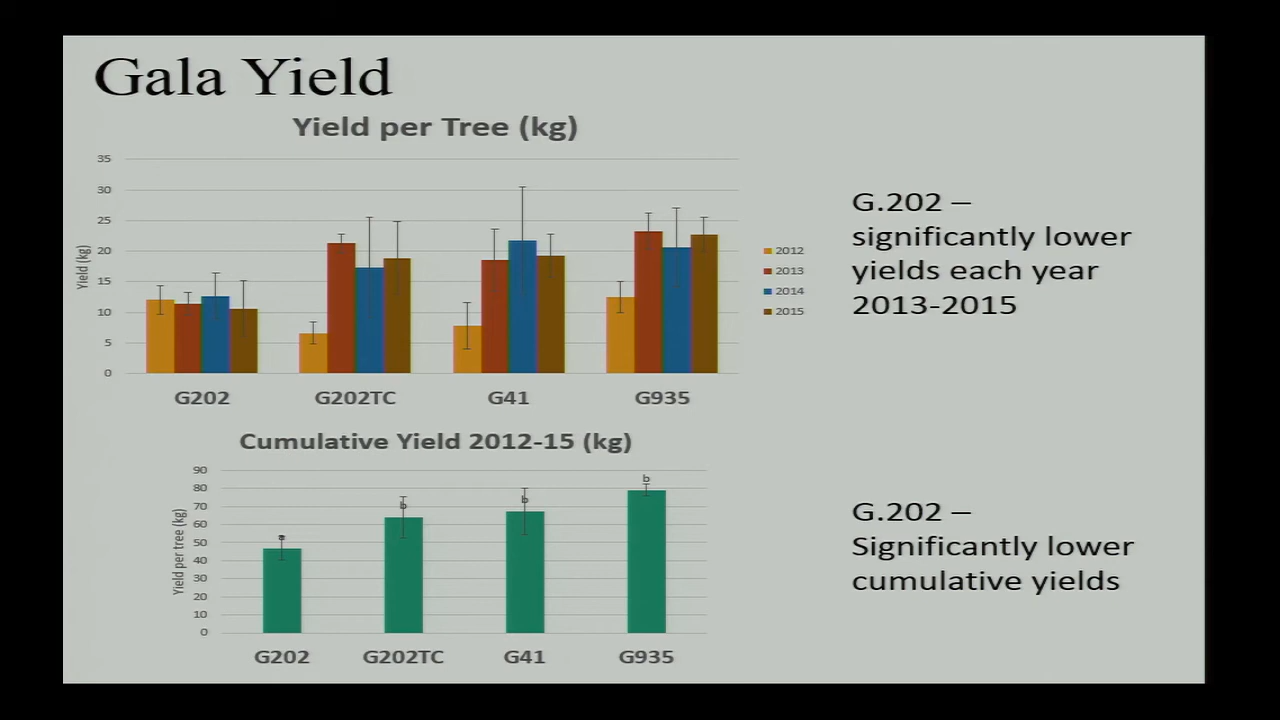 Gala Yield
Yield per Tree (kg)
35
30
25
20
15
10
5
0
Yield (kg)
G202
G202TC
G41
G935
2012
2013
2014
2015
G.202 –
significantly lower
yields each year
2013-2015
Cumulative Yield 2012-15 (kg)
90
80
70
60
50
40
30
20
10
0
Yield per tree (kg)
a
b
b
b
G202
G202TC
G41
G935
G.202 –
Significantly lower
cumulative yields